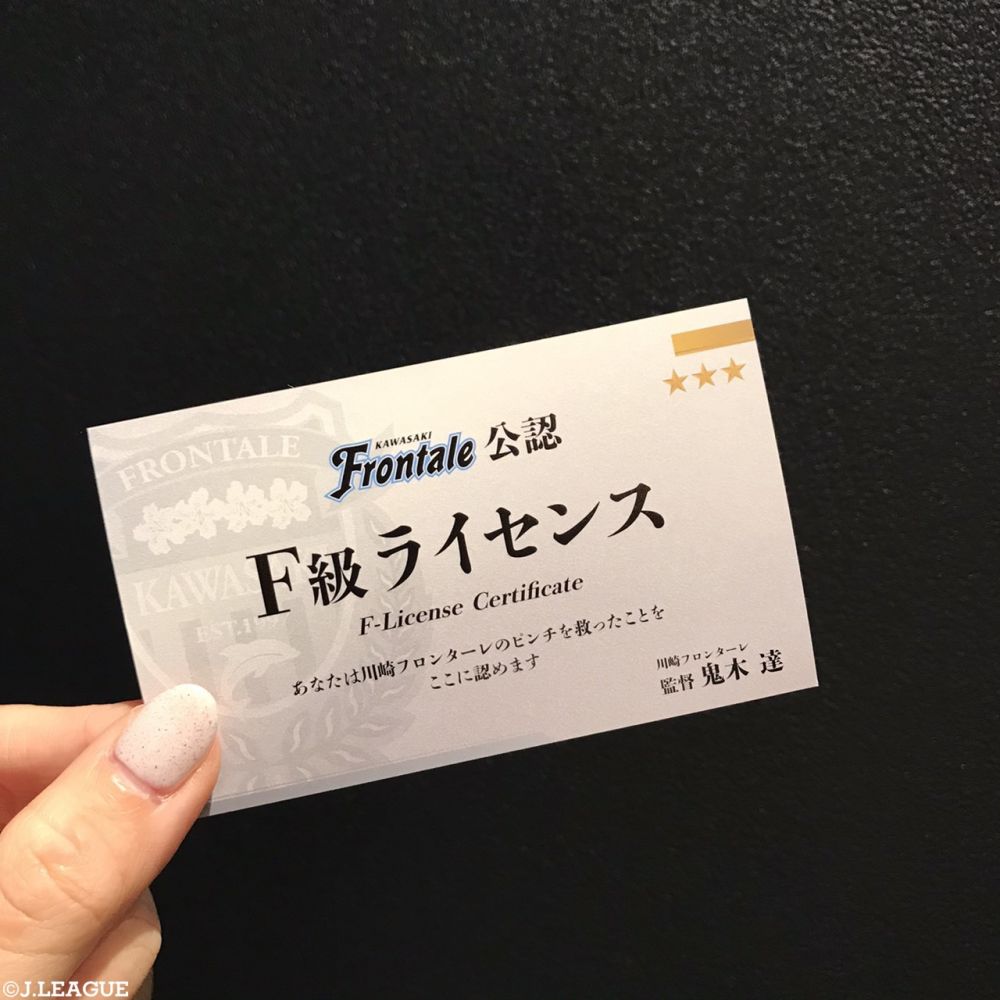 KAWASAKI
Frontale 公認
F級ライセンス
F-License Certificate
あなたは川崎フロンターレのピンチを救ったことを
ここに認めます
川崎フロンターレ
監督 鬼木 達
FRONTALE
©J.LEAGUE